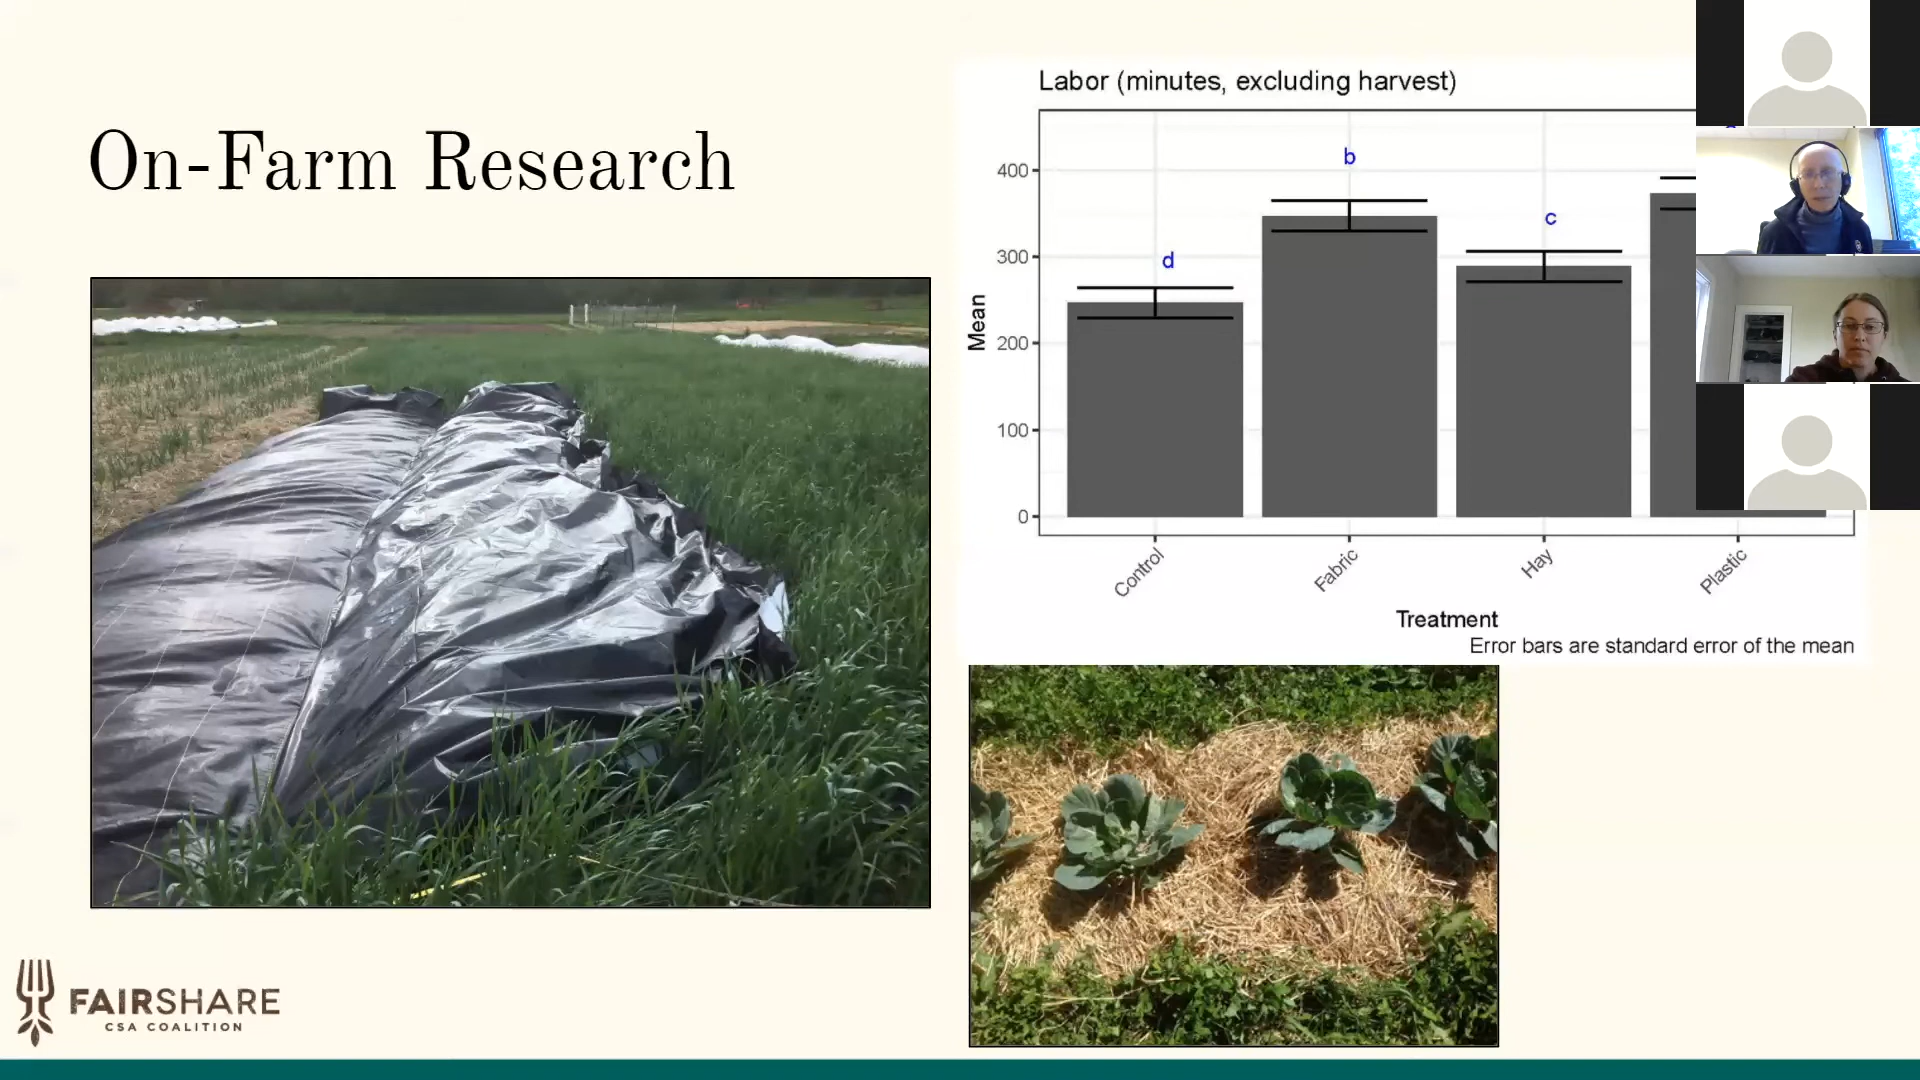 On-Farm Research
Labor (minutes, excluding harvest)
Mean
400
300
200
100
0
d
b
c
Control
Fabric
Hay
Plastic
Treatment
Error bars are standard error of the mean
FAIRSHARE
CSA COALITION